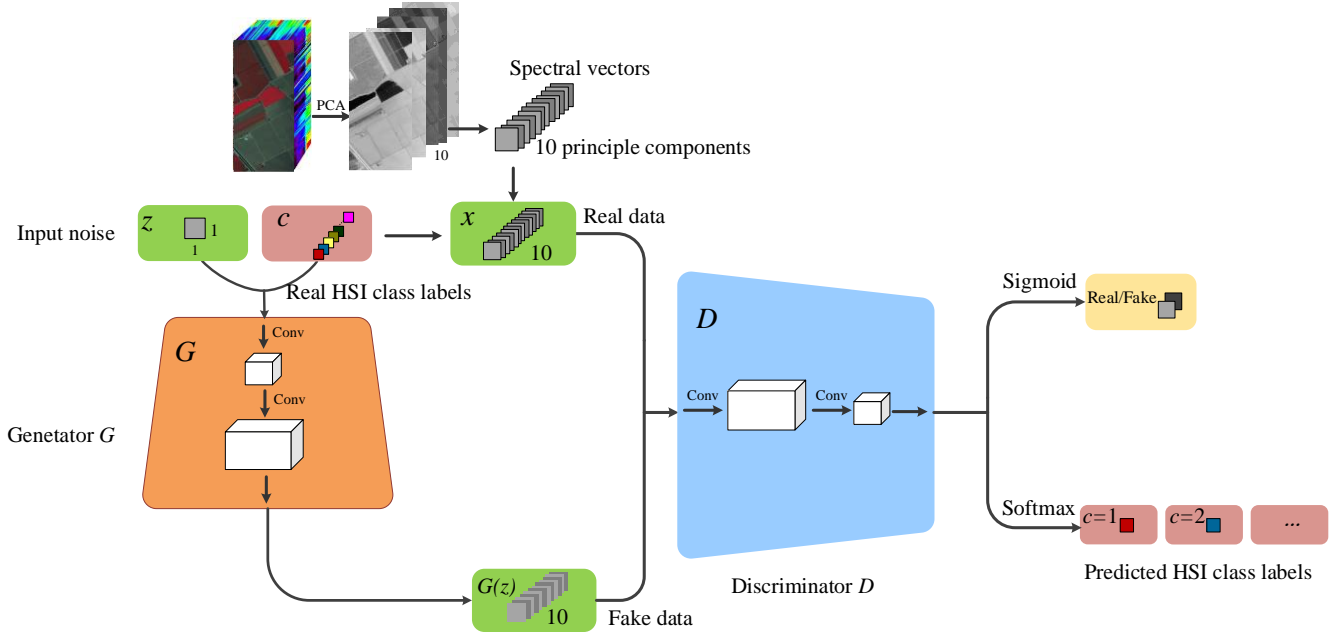 Spectral vectors
PCA
10
10 principle components
Input noise
z
1
1
c
x
10
Real data
Real HSI class labels
G
Conv
Conv
Genetator G
D
Conv
Conv
Sigmoid
Real/Fake
Softmax
c=1
c=2
...
Predicted HSI class labels
Discriminator D
G(z)
10
Fake data